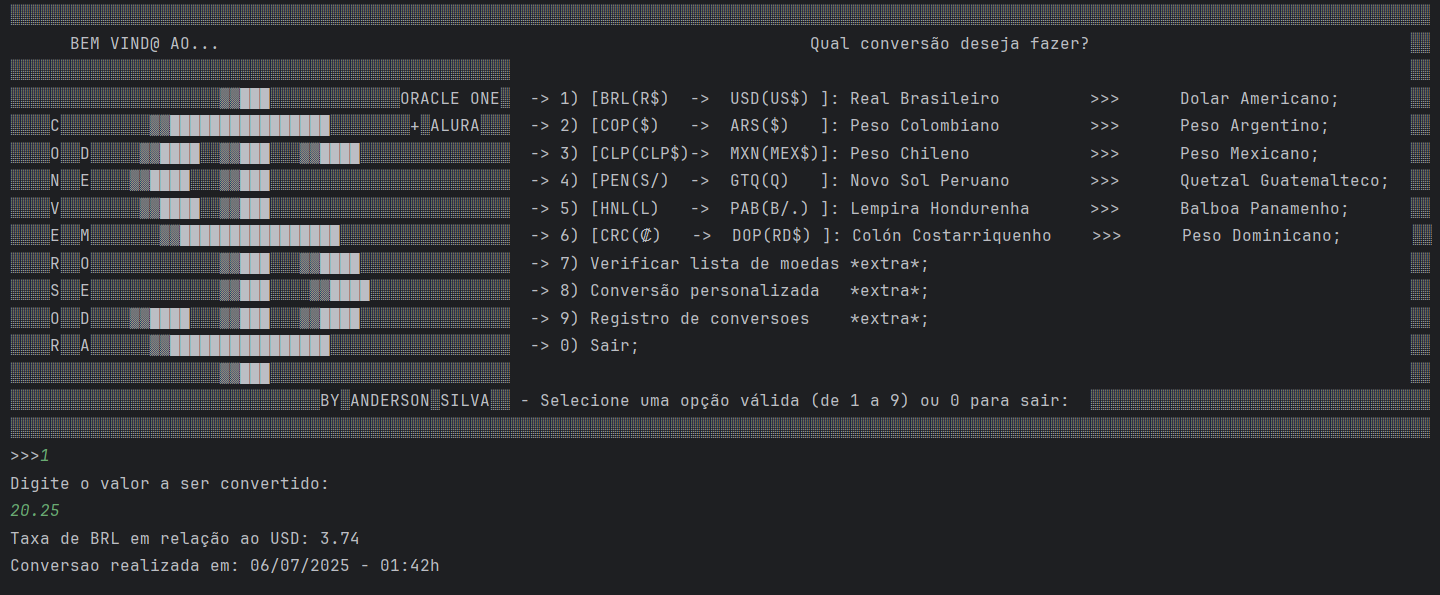 BEM VIND@ AO... Qual conversão deseja fazer?
ORACLE ONE -> 1) [BRL(R$) -> USD(US$) ]: Real Brasileiro >>> Dolar Americano;
C + ALURA -> 2) [COP($) -> ARS($) ]: Peso Colombiano >>> Peso Argentino;
O D -> 3) [CLP(CLP$)-> MXN(MEX$)]: Peso Chileno >>> Peso Mexicano;
N E -> 4) [PEN(S/) -> GTQ(Q) ]: Novo Sol Peruano >>> Quetzal Guatemalteco;
V -> 5) [HNL(L) -> PAB(B/.) ]: Lempira Hondurenha >>> Balboa Panamenho;
E M -> 6) [CRC(₡) -> DOP(RD$) ]: Colón Costarriquenho >>> Peso Dominicano;
R O -> 7) Verificar lista de moedas *extra*;
S E -> 8) Conversão personalizada *extra*;
O D -> 9) Registro de conversoes *extra*;
R A -> 0) Sair;
BY ANDERSON SILVA - Selecione uma opção válida (de 1 a 9) ou 0 para sair:
>>>1
Digite o valor a ser convertido:
20.25
Taxa de BRL em relação ao USD: 3.74
Conversao realizada em: 06/07/2025 - 01:42h